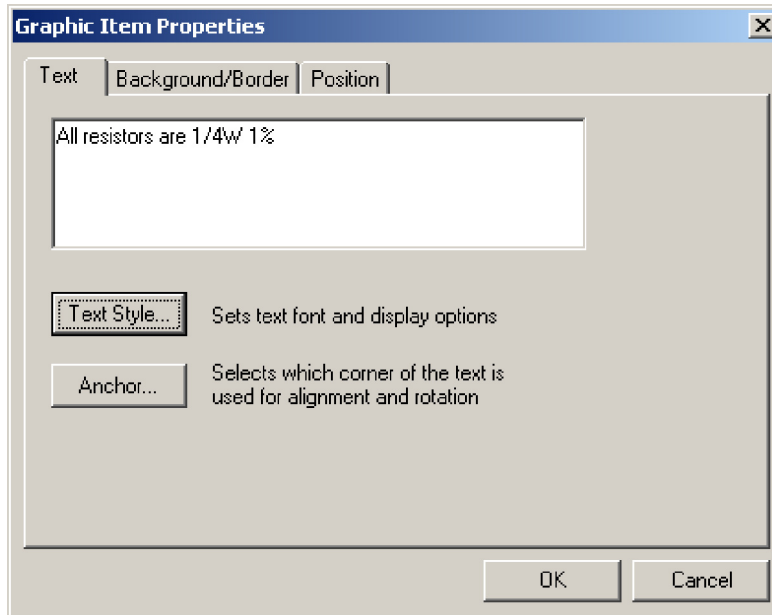 Graphic Item Properties
Text
Background/Border
Position
All resistors are 1/4W 1%
Text Style...
Sets text font and display options
Anchor...
Selects which corner of the text is
used for alignment and rotation
OK
Cancel